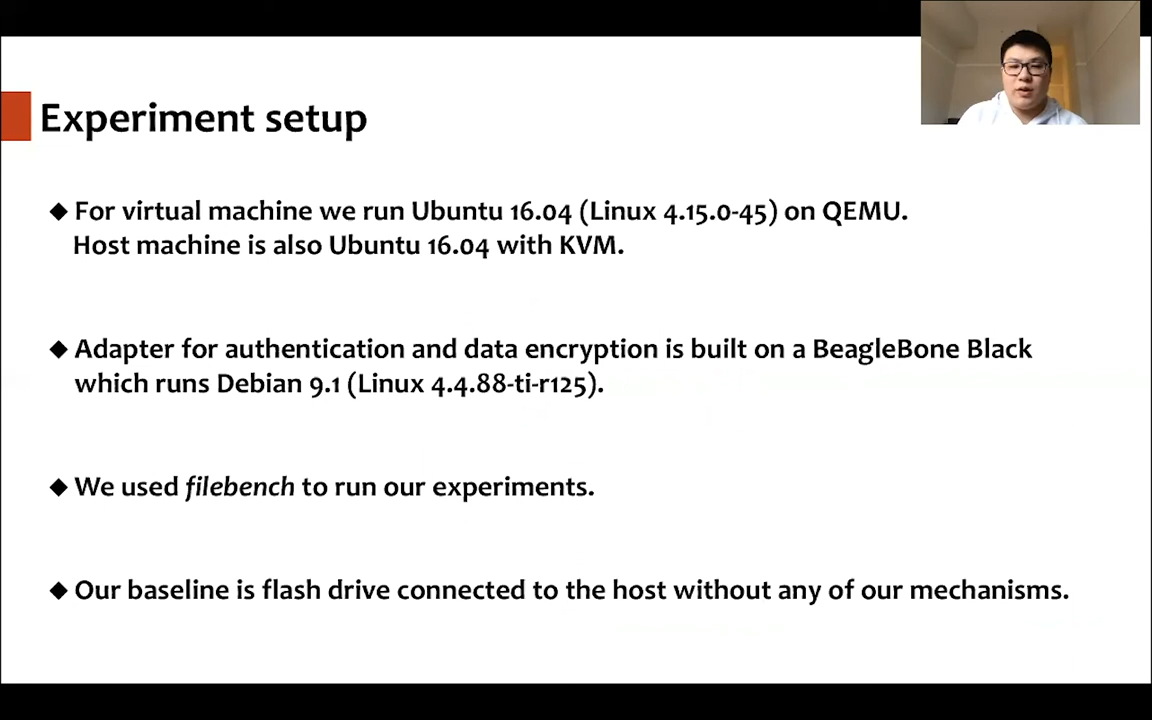 Experiment setup
◆ For virtual machine we run Ubuntu 16.04 (Linux 4.15.0-45) on QEMU.
Host machine is also Ubuntu 16.04 with KVM.
◆ Adapter for authentication and data encryption is built on a BeagleBone Black
which runs Debian 9.1 (Linux 4.4.88-ti-r125).
◆ We used filebench to run our experiments.
◆ Our baseline is flash drive connected to the host without any of our mechanisms.